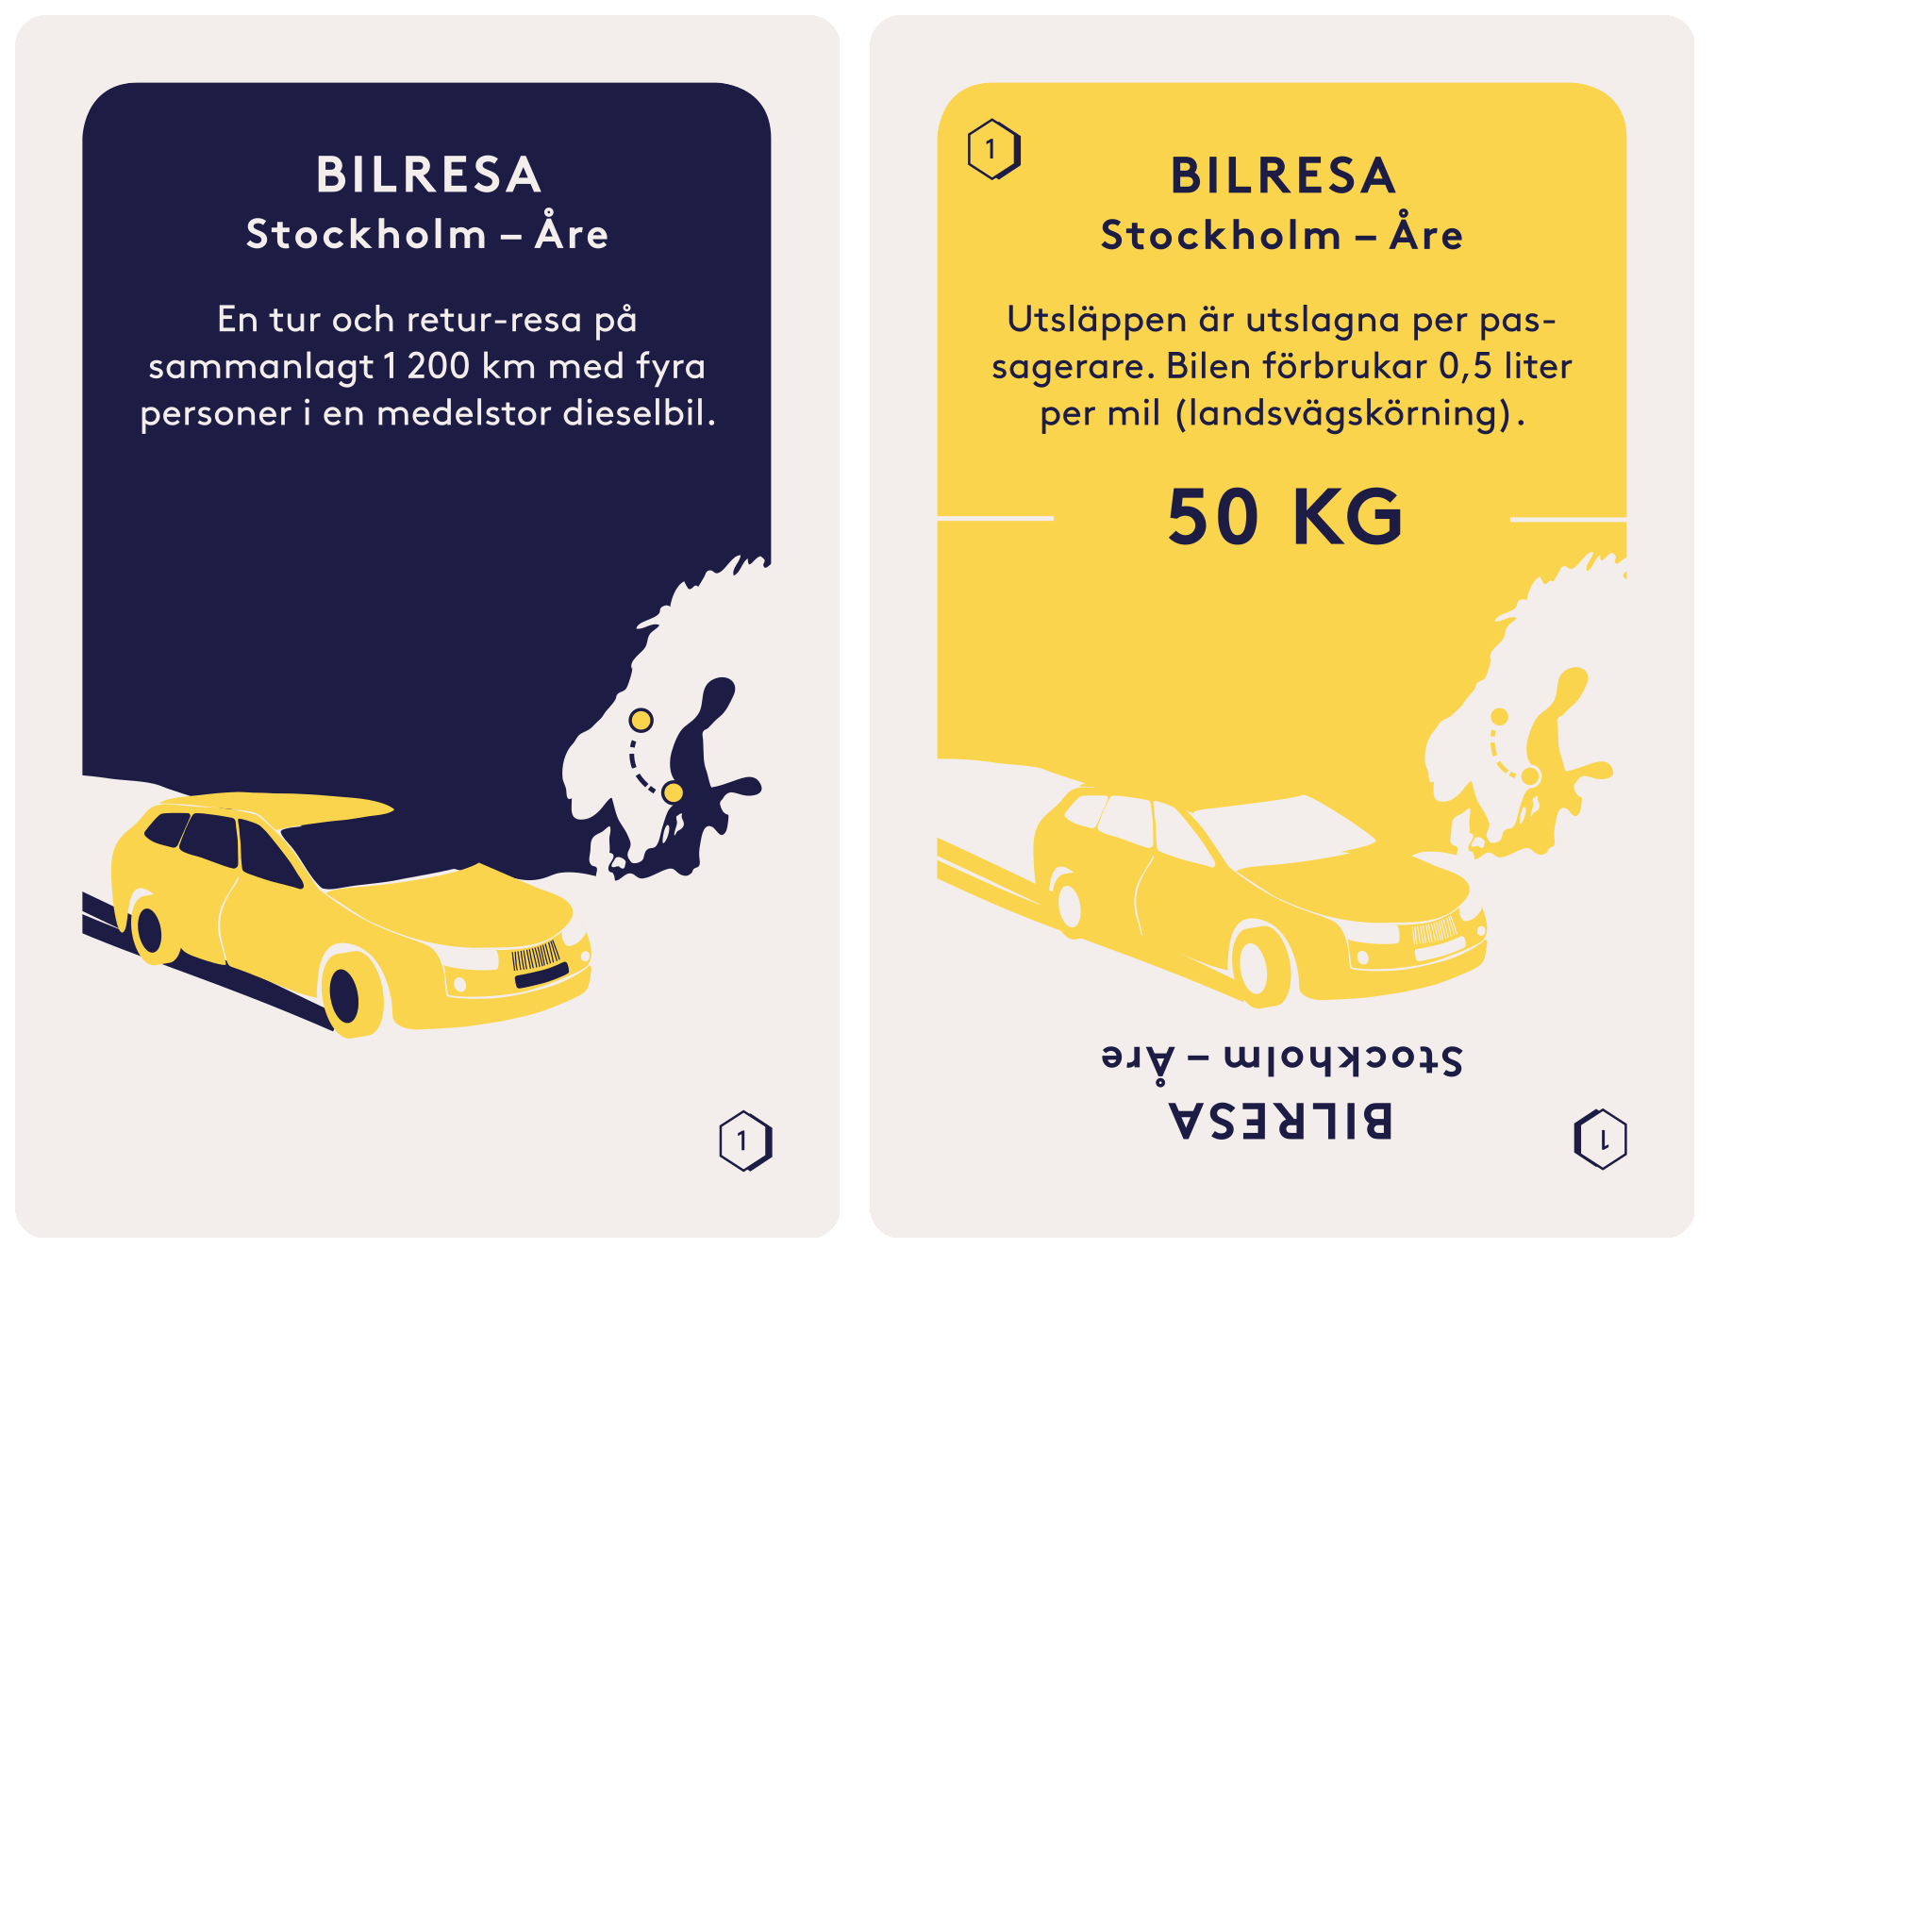 BILRESA
Stockholm – Åre
En tur och retur-resa på
sammanlagt 1 200 km med fyra
personer i en medelstor dieselbil.
1
1
BILRESA
Stockholm – Åre
Utsläppen är utslagna per pas-
sagerare. Bilen förbrukar 0,5 liter
per mil (landsvägskörning).
50 KG
Stockholm – Åre
BILRESA
1